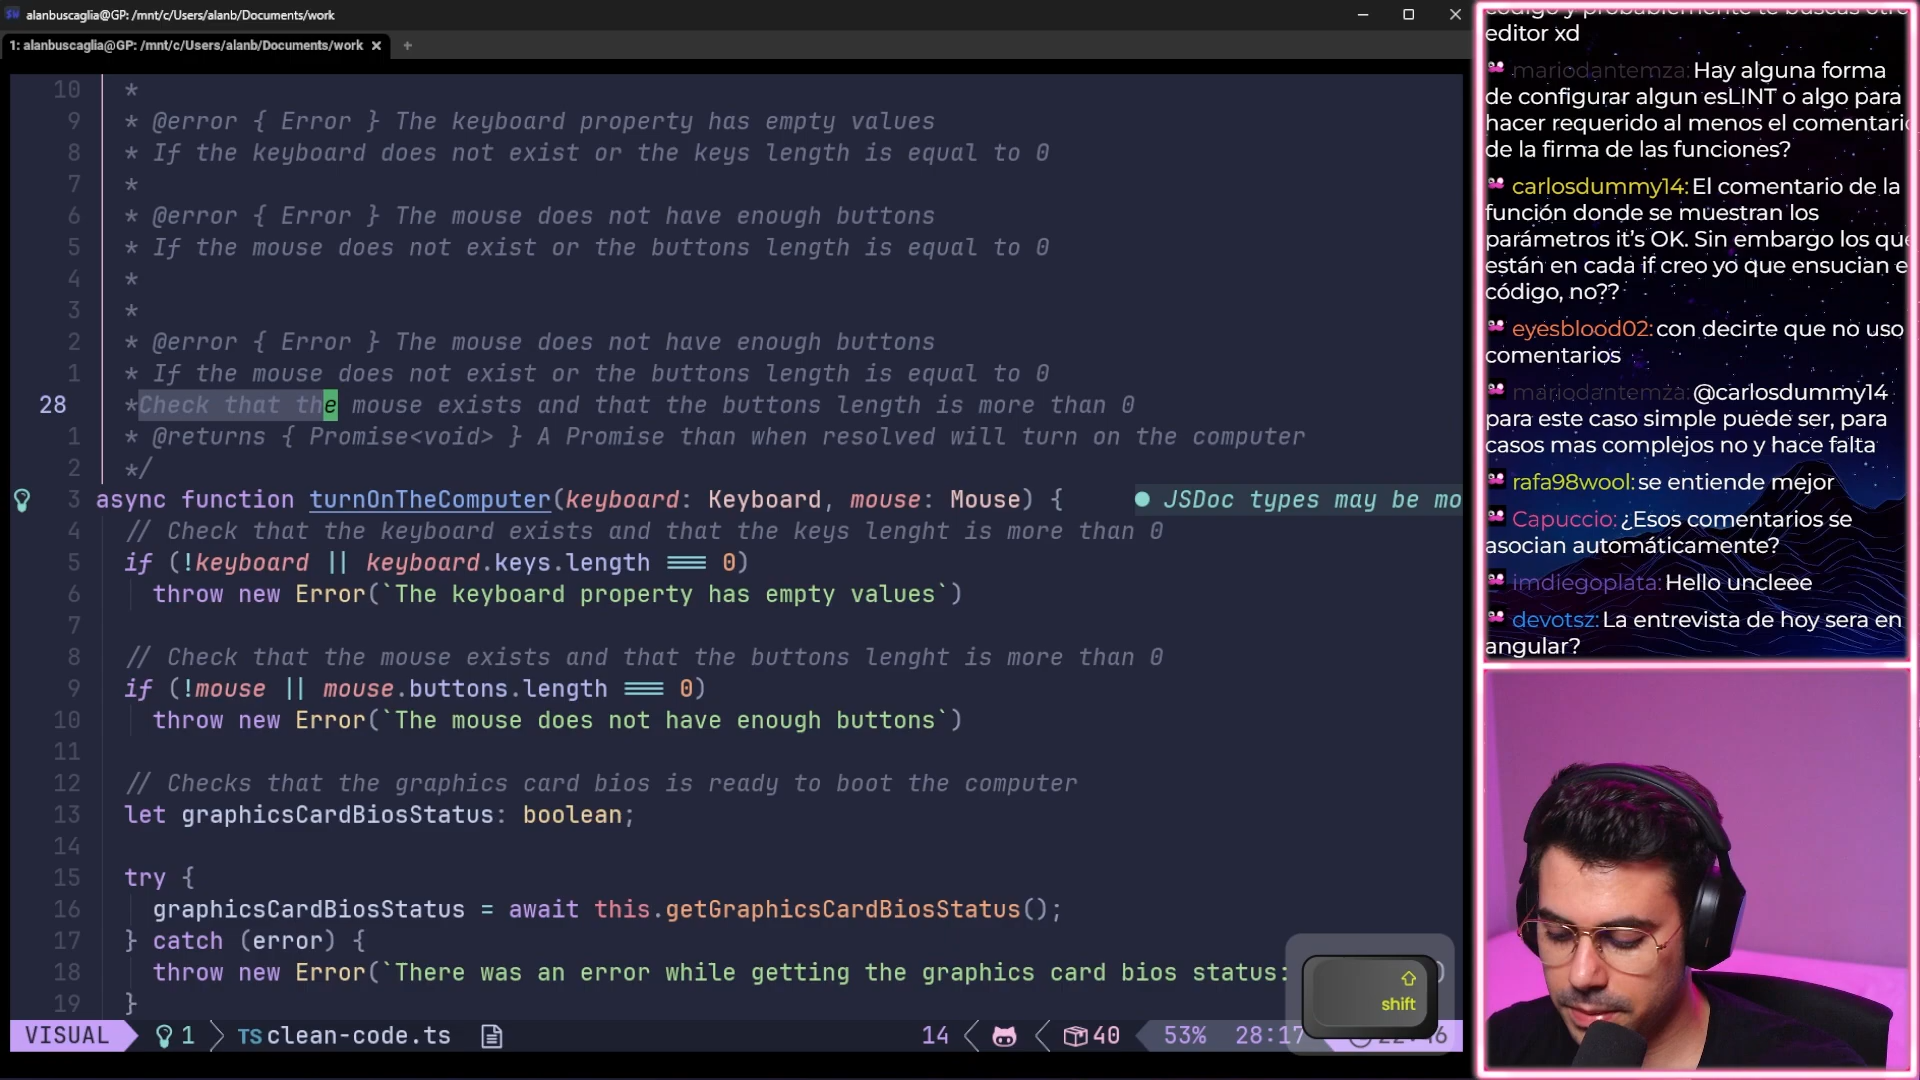 alanbuscaglia@GP: /mnt/c/Users/alanb/Documents/work
1: alanbuscaglia@GP: /mnt/c/Users/alanb/Documents/work
10 *
9 * @error { Error } The keyboard property has empty values
8 * If the keyboard does not exist or the keys length is equal to 0
7 *
6 * @error { Error } The mouse does not have enough buttons
5 * If the mouse does not exist or the buttons length is equal to 0
4 *
3 *
2 * @error { Error } The mouse does not have enough buttons
1 * If the mouse does not exist or the buttons length is equal to 0
28 *Check that the mouse exists and that the buttons length is more than 0
1 * @returns { Promise<void> } A Promise than when resolved will turn on the computer
2 */
3 async function turnOnTheComputer(keyboard: Keyboard, mouse: Mouse) { ● JSDoc types may be mo
4 // Check that the keyboard exists and that the keys lenght is more than 0
5 if (!keyboard || keyboard.keys.length === 0)
6 throw new Error(`The keyboard property has empty values`)
7
8 // Check that the mouse exists and that the buttons lenght is more than 0
9 if (!mouse || mouse.buttons.length === 0)
10 throw new Error(`The mouse does not have enough buttons`)
11
12 // Checks that the graphics card bios is ready to boot the computer
13 let graphicsCardBiosStatus: boolean;
14
15 try {
16 graphicsCardBiosStatus = await this.getGraphicsCardBiosStatus();
17 } catch (error) {
18 throw new Error(`There was an error while getting the graphics card bios status:
19 }
VISUAL 1 TS clean-code.ts 14 40 53% 28:17
shift
editor xd
mariodantemza: Hay alguna forma
de configurar algun esLINT o algo para
hacer requerido al menos el comentari
de la firma de las funciones?
carlosdummy14: El comentario de la
función donde se muestran los
parámetros it's OK. Sin embargo los que
están en cada if creo yo que ensucian e
código, no??
eyesblood02: con decirte que no uso
comentarios
mariodantemza: @carlosdummy14
para este caso simple puede ser, para
casos mas complejos no y hace falta
rafa98wool: se entiende mejor
Capuccio: ¿Esos comentarios se
asocian automáticamente?
imdiegoplata: Hello uncleee
devotsz: La entrevista de hoy sera en
angular?